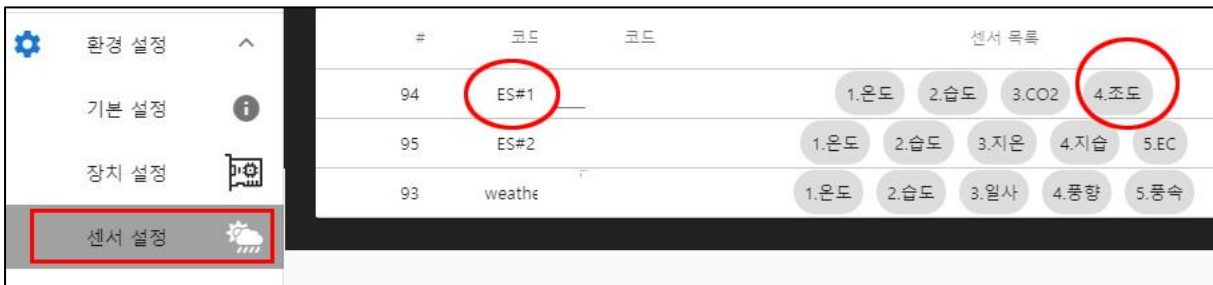 환경 설정
기본 설정
장치 설정
센서 설정
# 코드 코드 센서 목록
94 ES#1 1.온도 2.습도 3.CO2 4.조도
95 ES#2 1.온도 2.습도 3.지온 4.지습 5.EC
93 weathe 1.온도 2.습도 3.일사 4.풍향 5.풍속